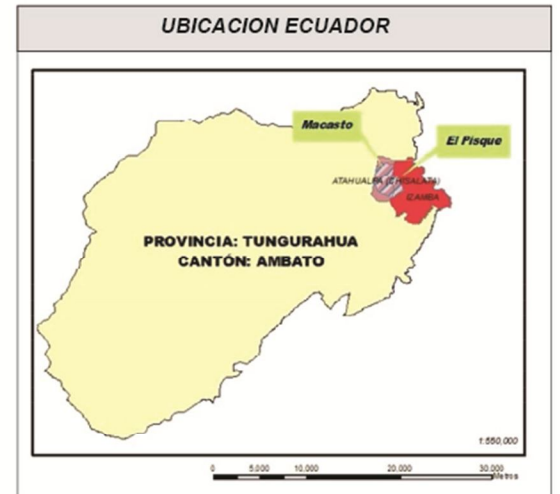 UBICACION ECUADOR
Macasto
El Pisque
ATAHUALPA (CHISALATA)
IZAMBA
PROVINCIA: TUNGURAHUA
CANTÓN: AMBATO
1:550,000
0 5,000 10,000 20,000 30,000
Metros